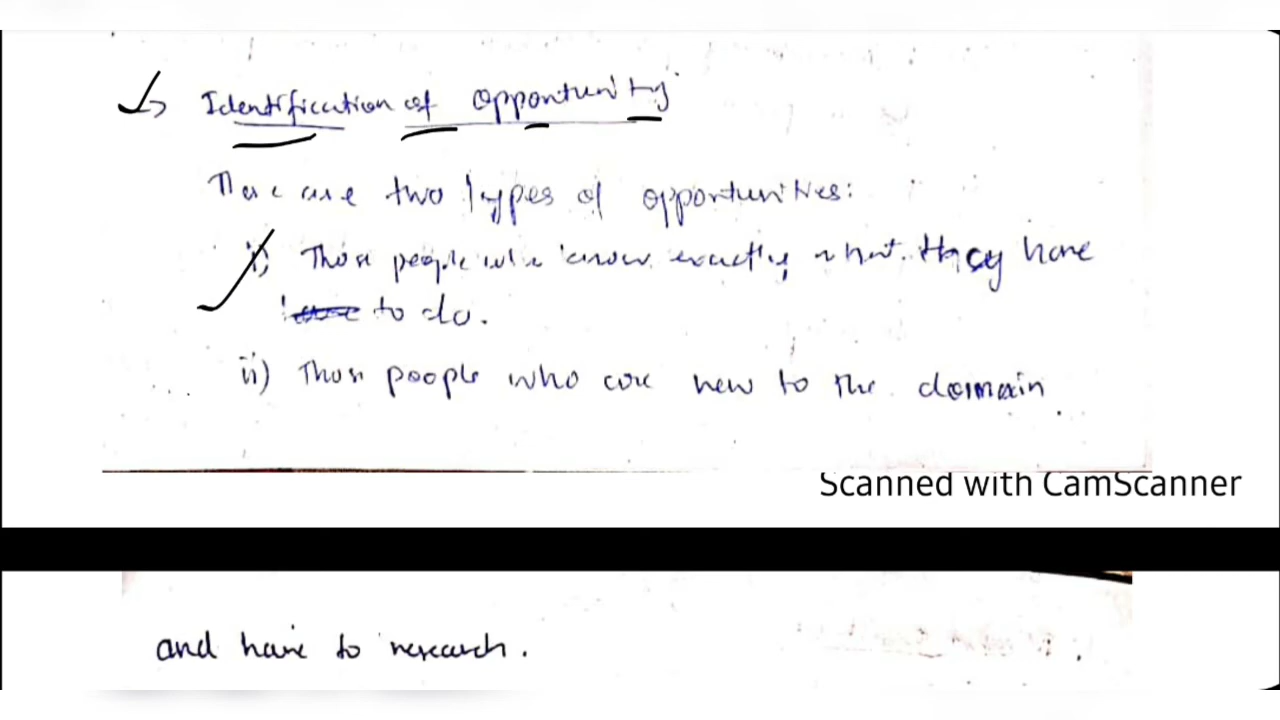 Identification of opportunity
There are two types of opportunities:
i) Those people who know exactly what they have
to do.
ii) Those people who are new to the domain
Scanned with CamScanner
and have to research.